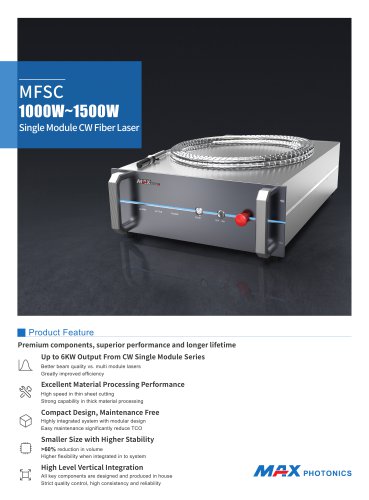 MFSC
1000W~1500W
Single Module CW Fiber Laser
MAX
Product Feature
Premium components, superior performance and longer lifetime
Up to 6KW Output From CW Single Module Series
Better beam quality vs. multi module lasers
Greatly improved efficiency
Excellent Material Processing Performance
High speed in thin sheet cutting
Strong capability in thick material processing
Compact Design, Maintenance Free
Highly integrated system with modular design
Easy maintenance significantly reduce TCO
Smaller Size with Higher Stability
>60% reduction in volume
Higher flexibility when integrated in to system
High Level Vertical Integration
All key components are designed and produced in house
Strict quality control, high consistency and reliability
MAX PHOTONICS